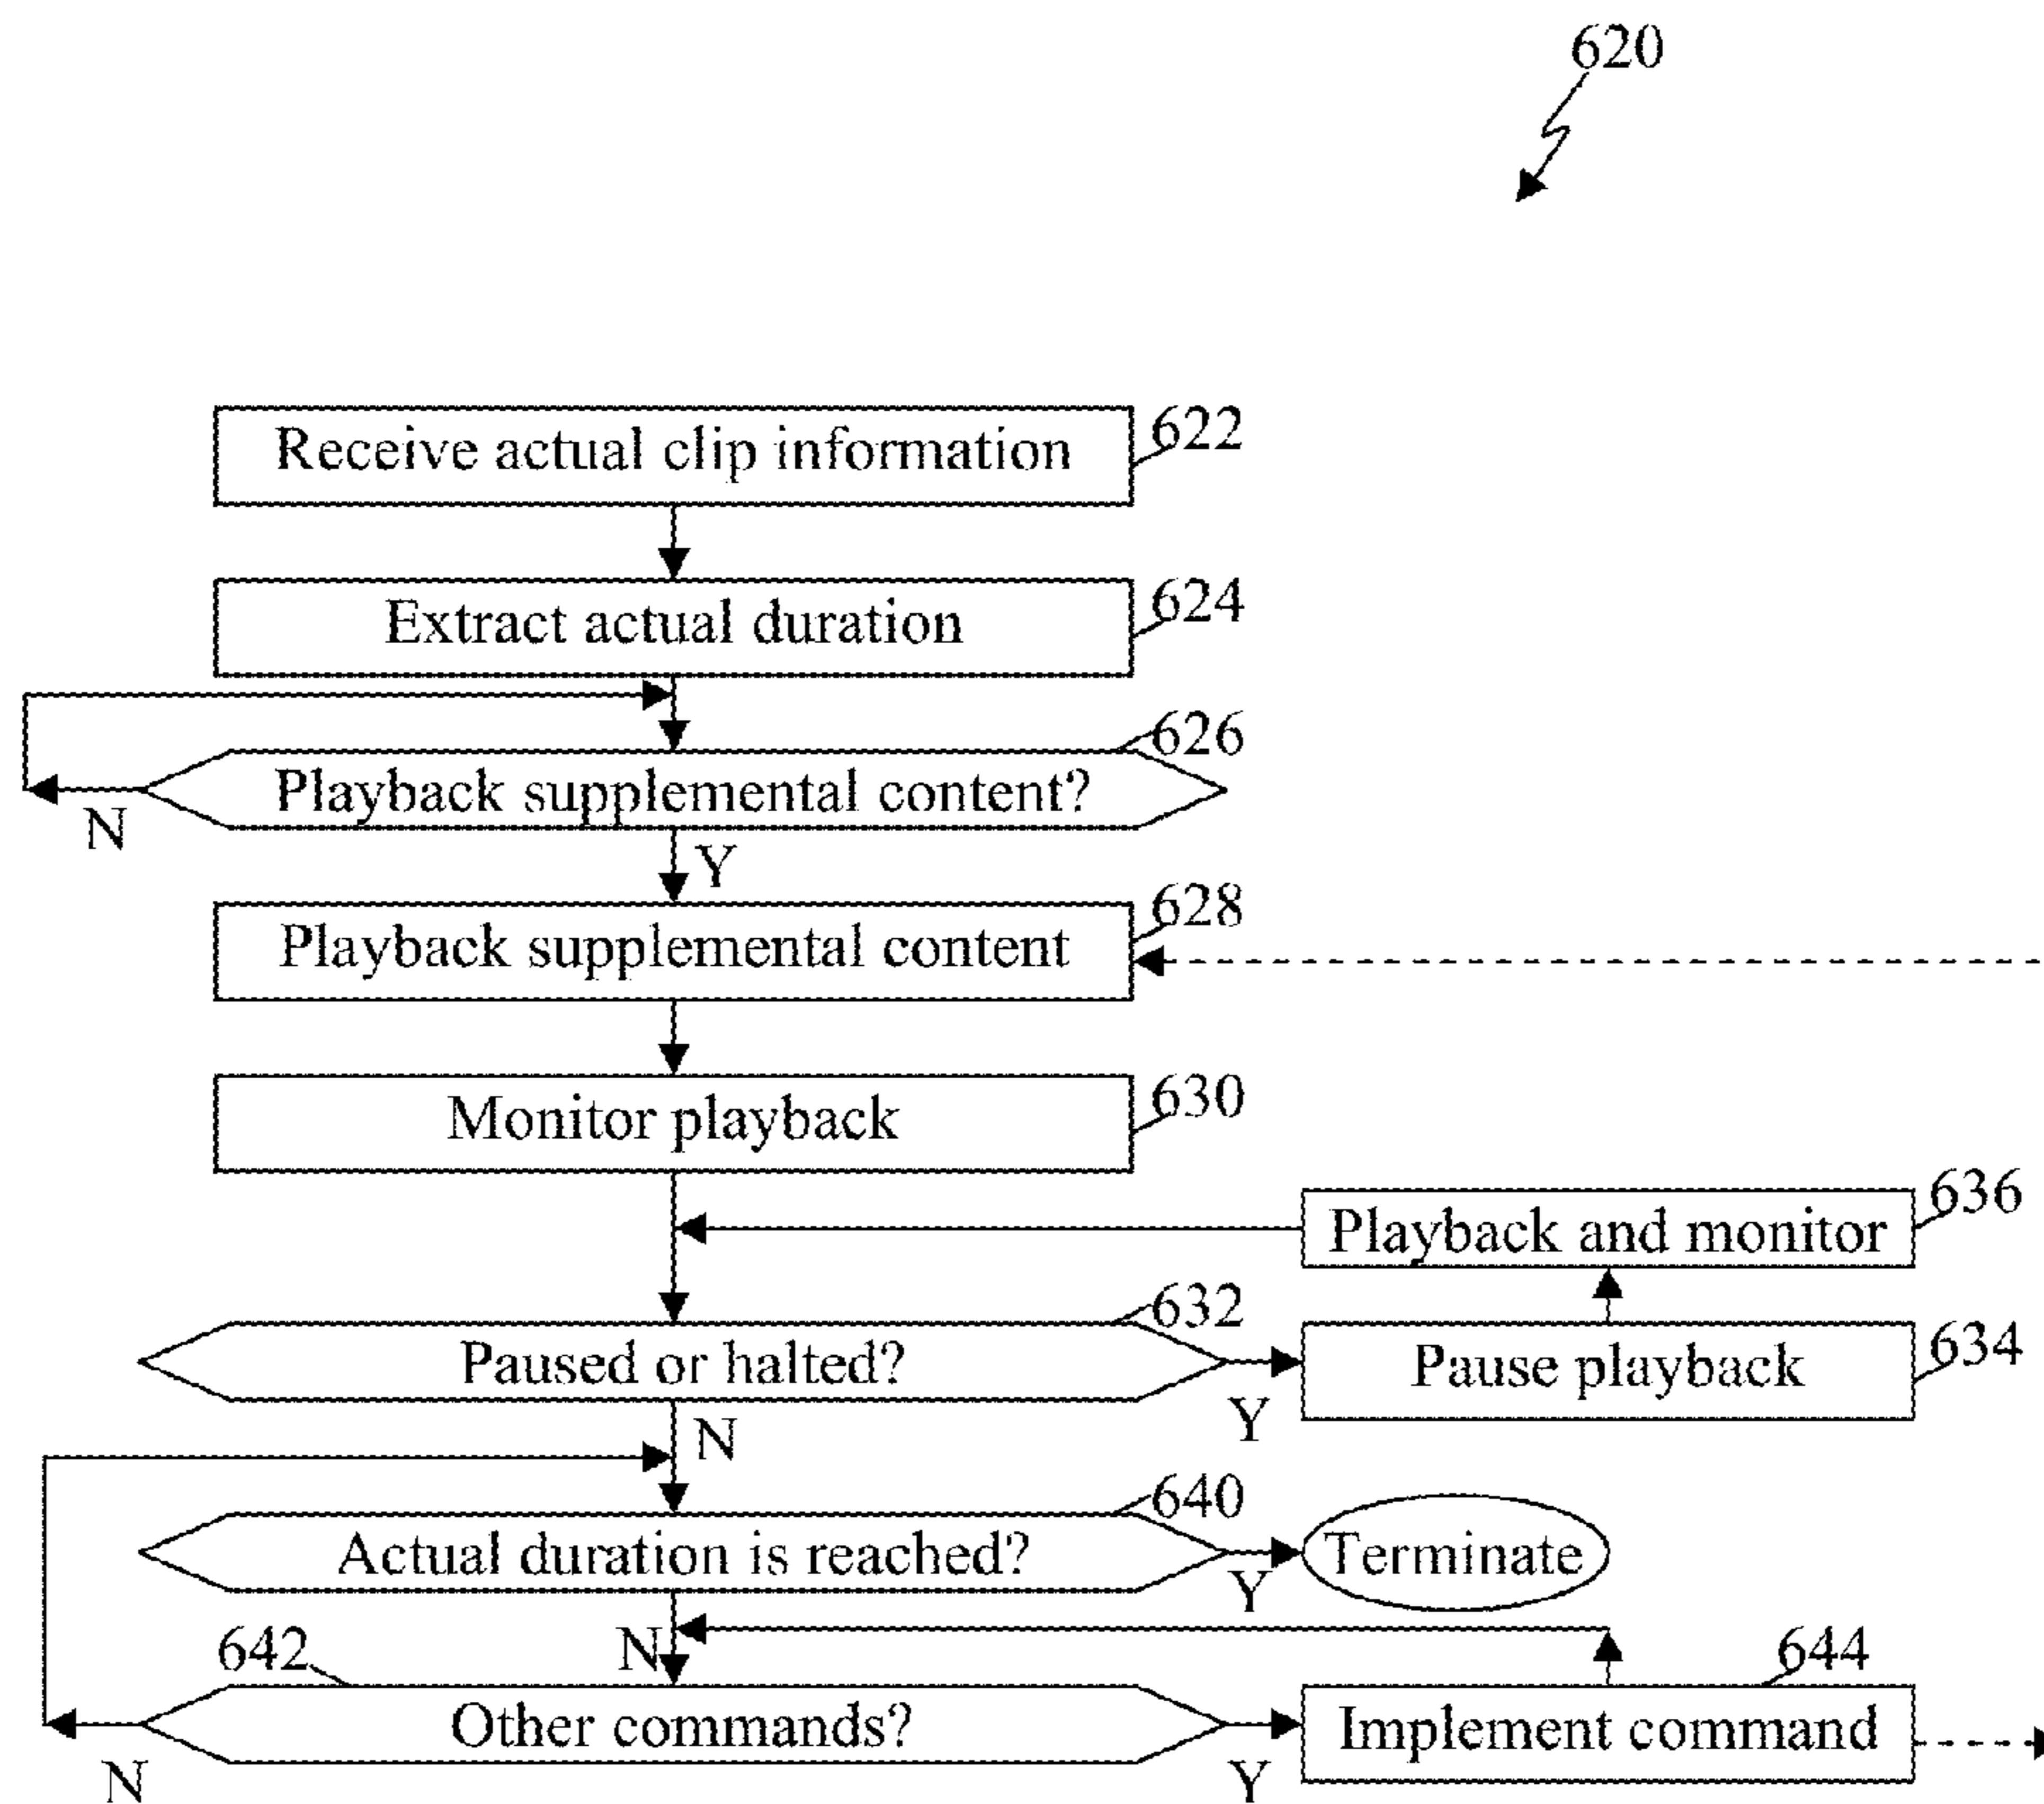 620
Receive actual clip information
622
Extract actual duration
624
626
Playback supplemental content?
N
Y
628
Playback supplemental content
630
Monitor playback
636
Playback and monitor
632
Paused or halted?
634
Pause playback
Y
N
640
Actual duration is reached?
Terminate
Y
N
642
644
Other commands?
Implement command
N
Y